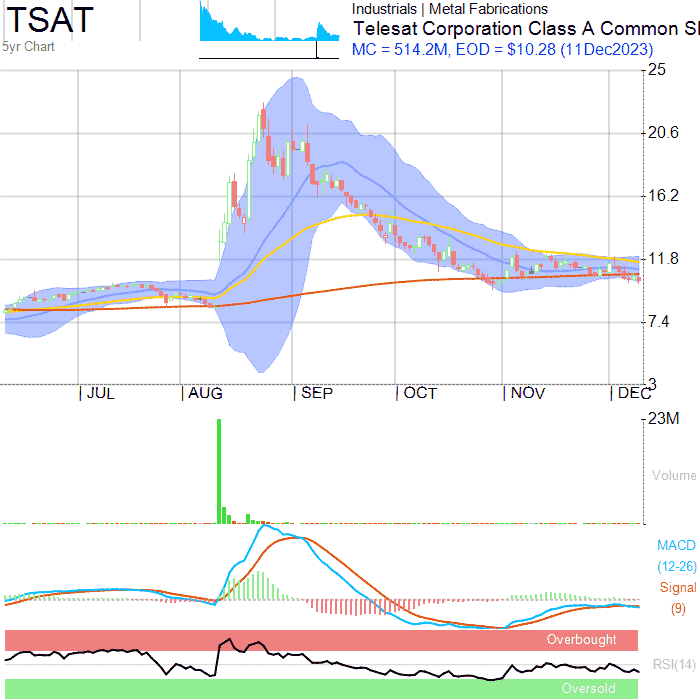 TSAT
5yr Chart
Industrials | Metal Fabrications
Telesat Corporation Class A Common S
MC = 514.2M, EOD = $10.28 (11Dec2023)
25
20.6
16.2
11.8
7.4
3
JUL
AUG
SEP
OCT
NOV
DEC
23M
Volume
MACD
(12-26)
Signal
(9)
Overbought
RSI(14)
Oversold